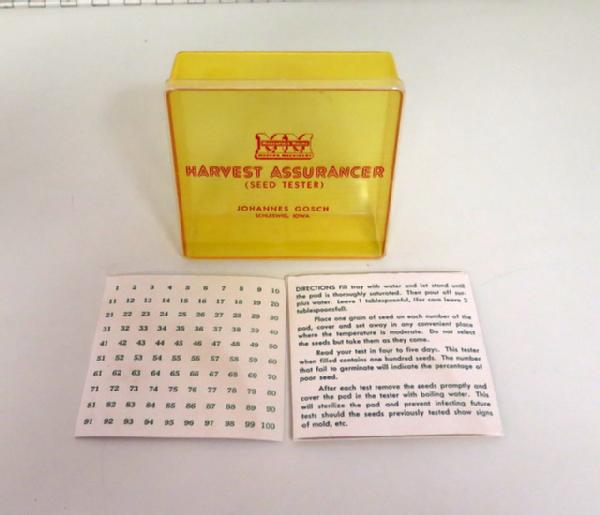 MINNEAPOLIS MOLINE
MM
MODERN MACHINERY
HARVEST ASSURANCER
(SEED TESTER)
JOHANNES GOSCH
SCHLESWIG, IOWA
1 2 3 4 5 6 7 8 9 10
11 12 13 14 15 16 17 18 19 20
21 22 23 24 25 26 27 28 29 30
31 32 33 34 35 36 37 38 39 40
41 42 43 44 45 46 47 48 49 50
51 52 53 54 55 56 57 58 59 60
61 62 63 64 65 66 67 68 69 70
71 72 73 74 75 76 77 78 79 80
81 82 83 84 85 86 87 88 89 90
91 92 93 94 95 96 97 98 99 100
DIRECTIONS Fill tray with water and let stand until
the pad is thoroughly saturated. Then pour off sur-
plus water. Leave 1 tablespoonful, (for corn leave 2
tablespoonsful).
Place one grain of seed on each number of the
pad, cover and set away in any convenient place
where the temperature is moderate. Do not select
the seeds but take them as they come.
Read your test in four to five days. This tester
when filled contains one hundred seeds. The number
that fail to germinate will indicate the percentage of
poor seed.
After each test remove the seeds promptly and
cover the pad in the tester with boiling water. This
will sterilize the pad and prevent infecting future
tests should the seeds previously tested show signs
of mold, etc.